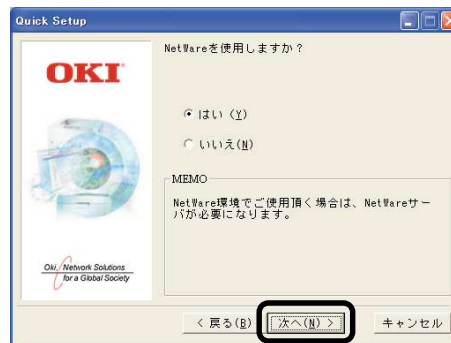 Quick Setup
NetWareを使用しますか？
OKI
はい (Y)
いいえ(N)
MEMO
NetWare環境でご使用頂く場合は、NetWareサー
バが必要になります。
Oki, Network Solutions
for a Global Society
< 戻る(B)
次へ(N) >
キャンセル